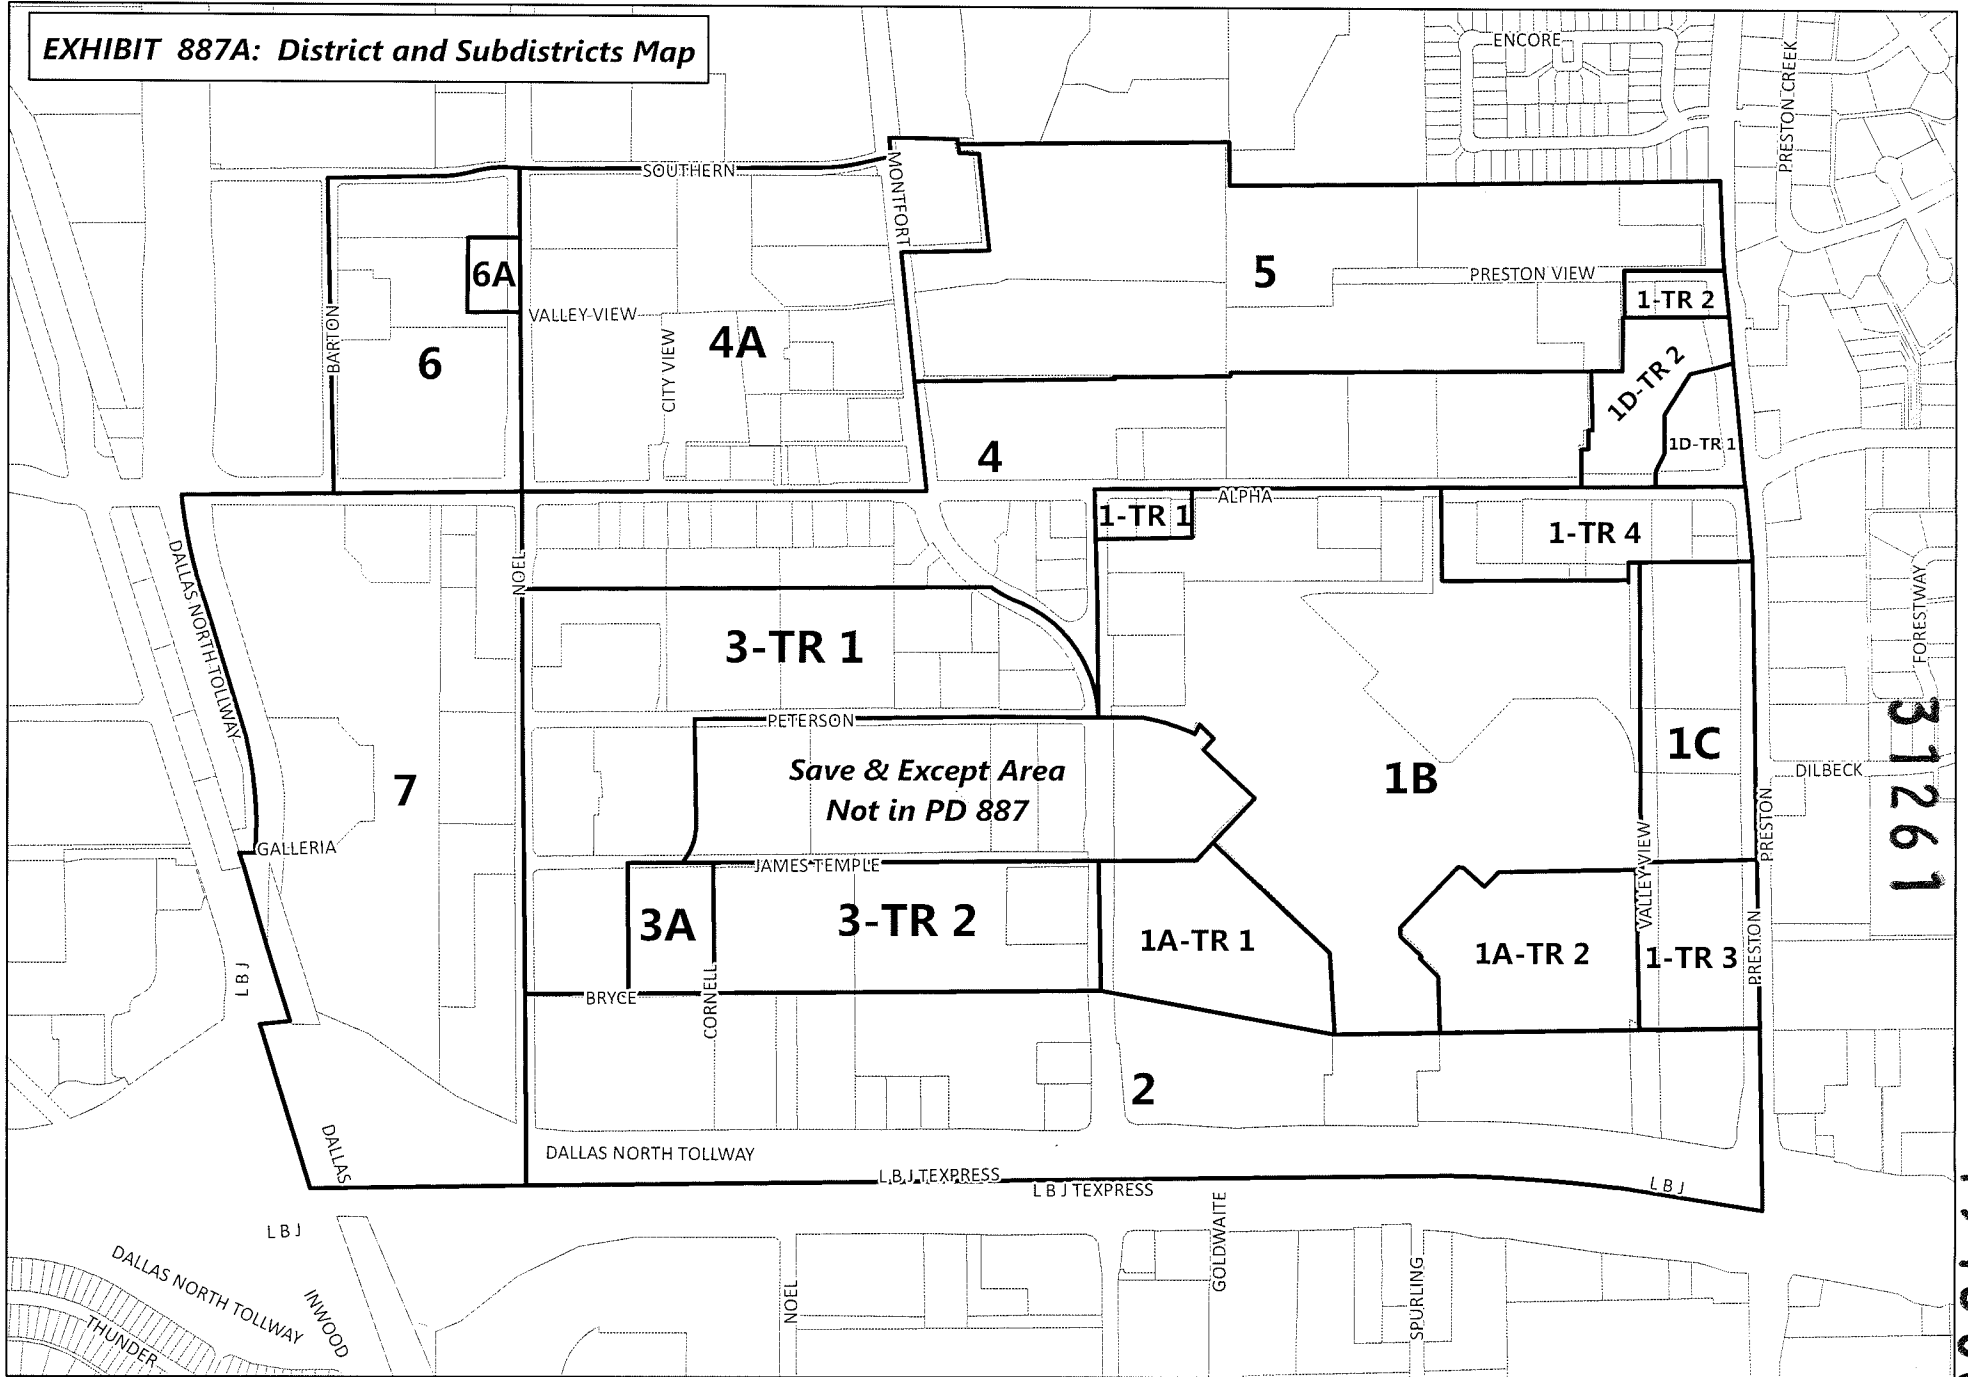 EXHIBIT 887A: District and Subdistricts Map
ENCORE
PRESTON CREEK
SOUTHERN
MONTFORT
6A
VALLEY VIEW
BARTON
6
CITY VIEW
4A
5
PRESTON VIEW
1-TR 2
1D-TR 2
1D-TR 1
4
ALPHA
1-TR 1
1-TR 4
DALLAS NORTH TOLLWAY
NOEL
3-TR 1
FORESTWAY
PETERSON
Save & Except Area
Not in PD 887
1B
1C
DILBECK
31261
7
GALLERIA
JAMES TEMPLE
VALLEY VIEW
PRESTON
3A
3-TR 2
1A-TR 1
1A-TR 2
1-TR 3
PRESTON
L B J
BRYCE
CORNELL
2
DALLAS
DALLAS NORTH TOLLWAY
L B J TEXPRESS
L B J TEXPRESS
L B J
L B J
GOLDWAITE
DALLAS NORTH TOLLWAY
INWOOD
THUNDER
NOEL
SPURLING